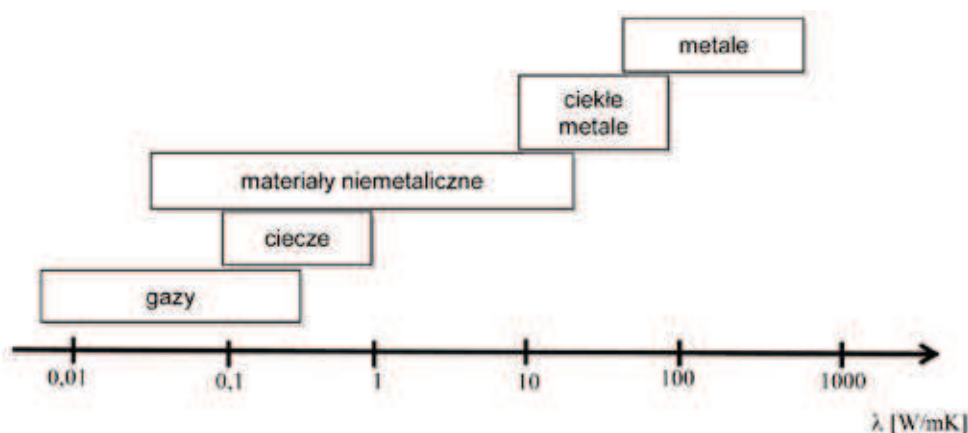 metale
ciekłe
metale
materiały niemetaliczne
ciecze
gazy
0.01 0,1 1 10 100 1000
λ [W/mK]